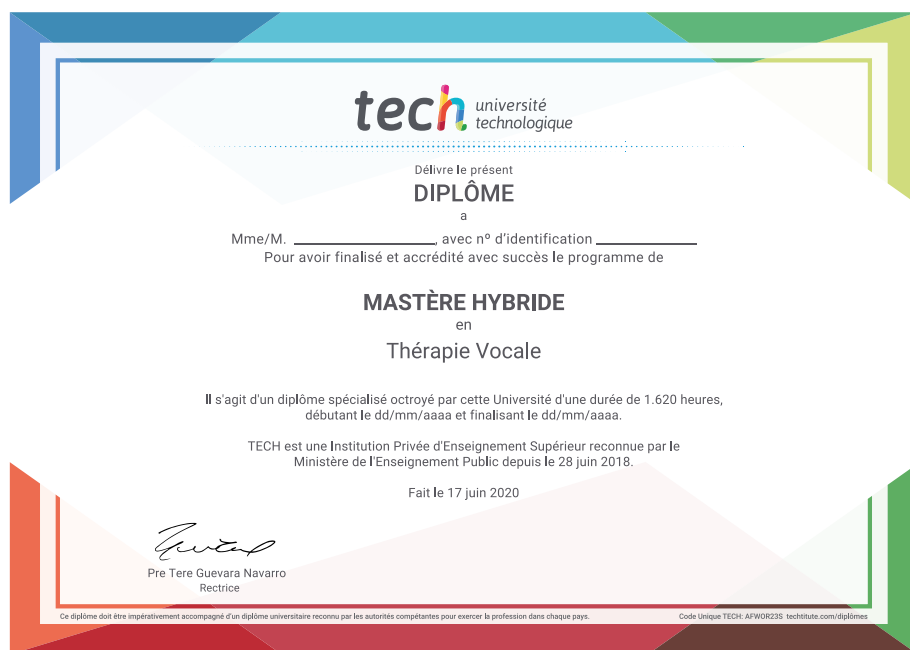 tech université
technologique
Délivre le présent
DIPLÔME
a
Mme/M. , avec nº d'identification
Pour avoir finalisé et accrédité avec succès le programme de
MASTÈRE HYBRIDE
en
Thérapie Vocale
Il s'agit d'un diplôme spécialisé octroyé par cette Université d'une durée de 1.620 heures,
débutant le dd/mm/aaaa et finalisant le dd/mm/aaaa.
TECH est une Institution Privée d'Enseignement Supérieur reconnue par le
Ministère de l'Enseignement Public depuis le 28 juin 2018.
Fait le 17 juin 2020
Pre Tere Guevara Navarro
Rectrice
Ce diplôme doit être impérativement accompagné d'un diplôme universitaire reconnu par les autorités compétantes pour exercer la profession dans chaque pays.
Code Unique TECH: AFWOR23S techtitute.com/diplômes